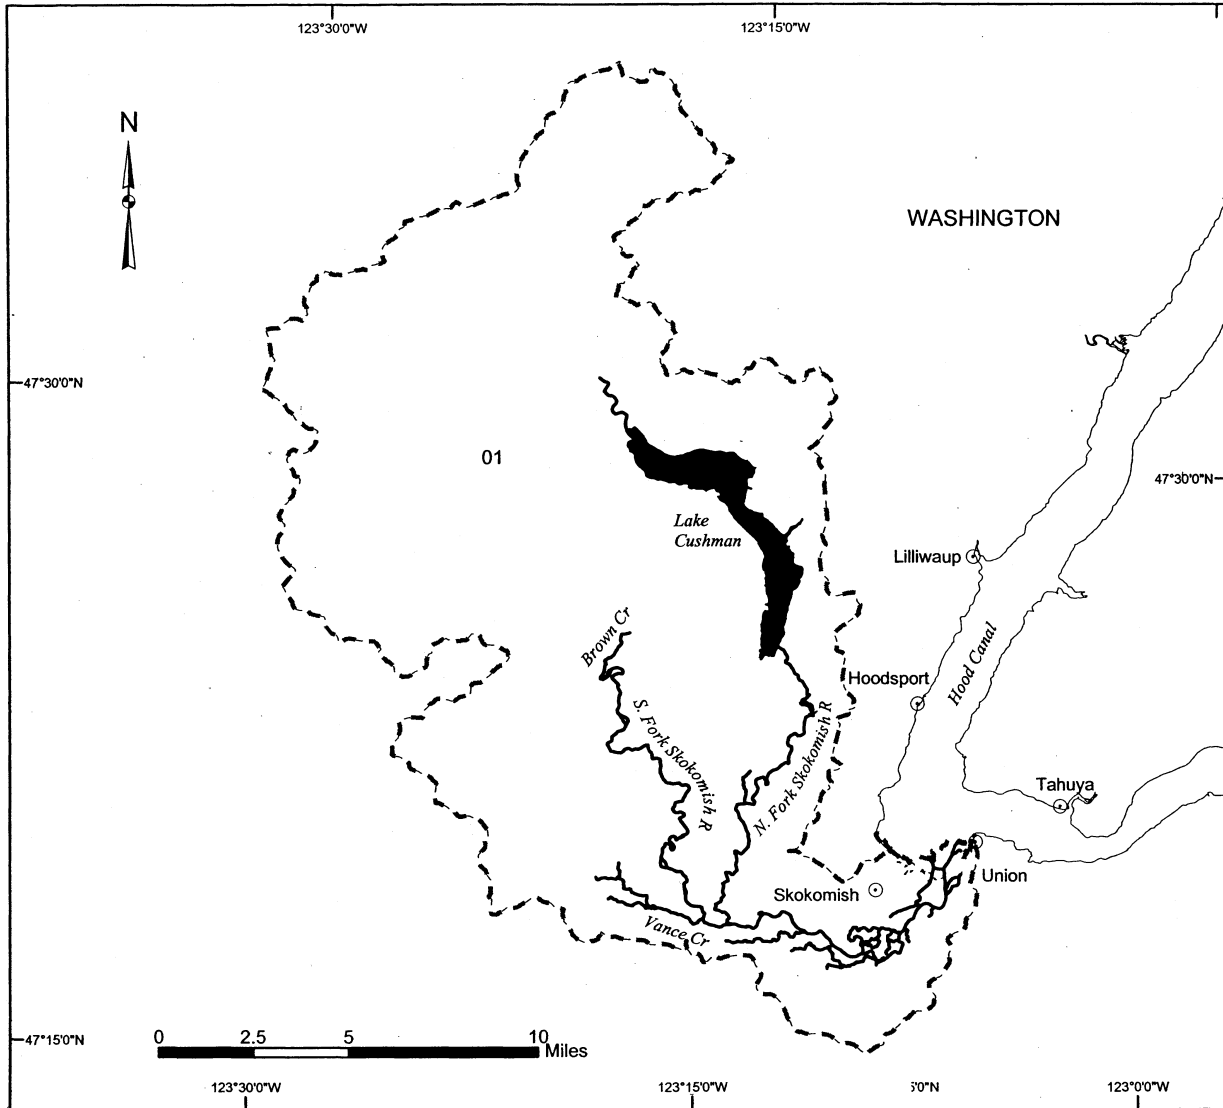 123°30'0"W
123°15'0"W
N
WASHINGTON
47°30'0"N
01
47°30'0"N
Lake
Cushman
Lilliwaup
Brown Cr
Hood Canal
Hoodsport
S. Fork Skokomish R
N. Fork Skokomish R
Tahuya
Union
Skokomish
Vance Cr
0
2.5
5
10
Miles
47°15'0"N
123°30'0"W
123°15'0"W
5'0"N
123°0'0"W